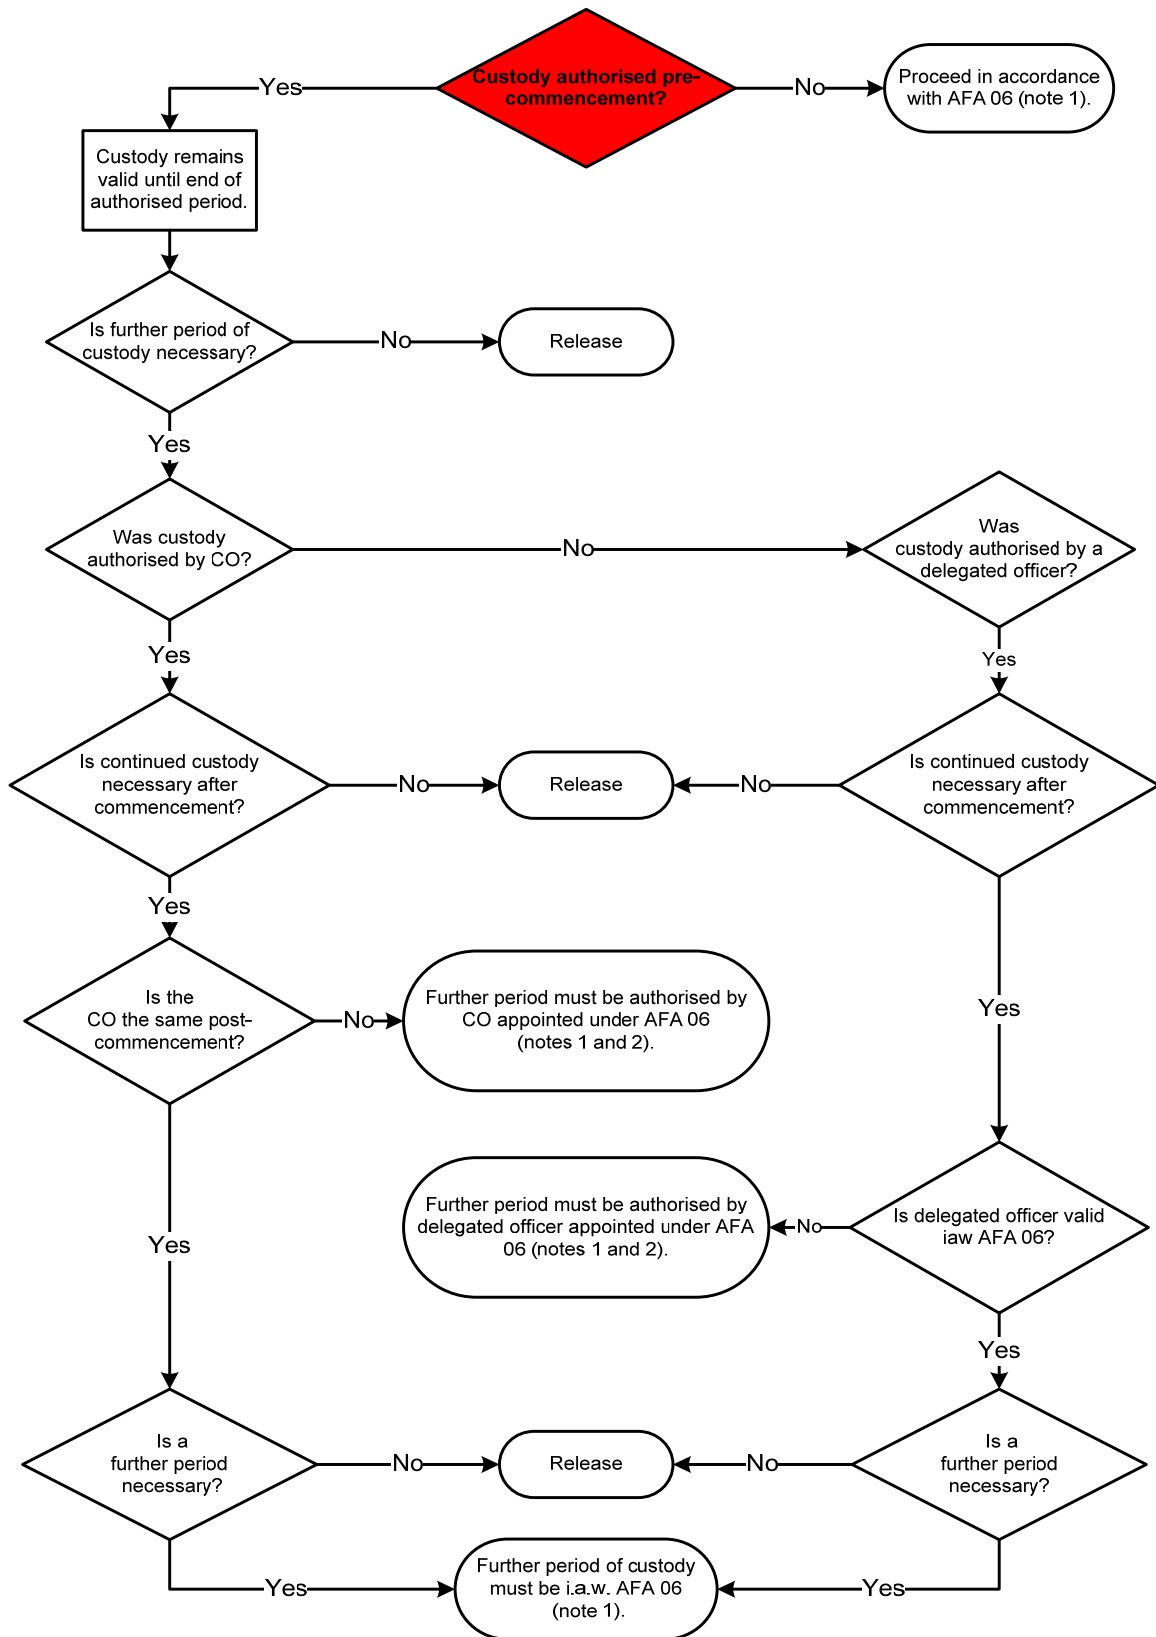 Custody authorised pre-
commencement?
Yes
No
Proceed in accordance
with AFA 06 (note 1).
Custody remains
valid until end of
authorised period.
Is further period of
custody necessary?
No
Release
Yes
Was custody
authorised by CO?
No
Was
custody authorised by a
delegated officer?
Yes
Yes
Is continued custody
necessary after
commencement?
No
Release
No
Is continued custody
necessary after
commencement?
Yes
Is the
CO the same post-
commencement?
No
Further period must be authorised by
CO appointed under AFA 06
(notes 1 and 2).
Yes
Further period must be authorised by
delegated officer appointed under AFA
06 (notes 1 and 2).
No
Is delegated officer valid
iaw AFA 06?
Yes
Yes
Is a
further period
necessary?
No
Release
No
Is a
further period
necessary?
Yes
Further period of custody
must be i.a.w. AFA 06
(note 1).
Yes